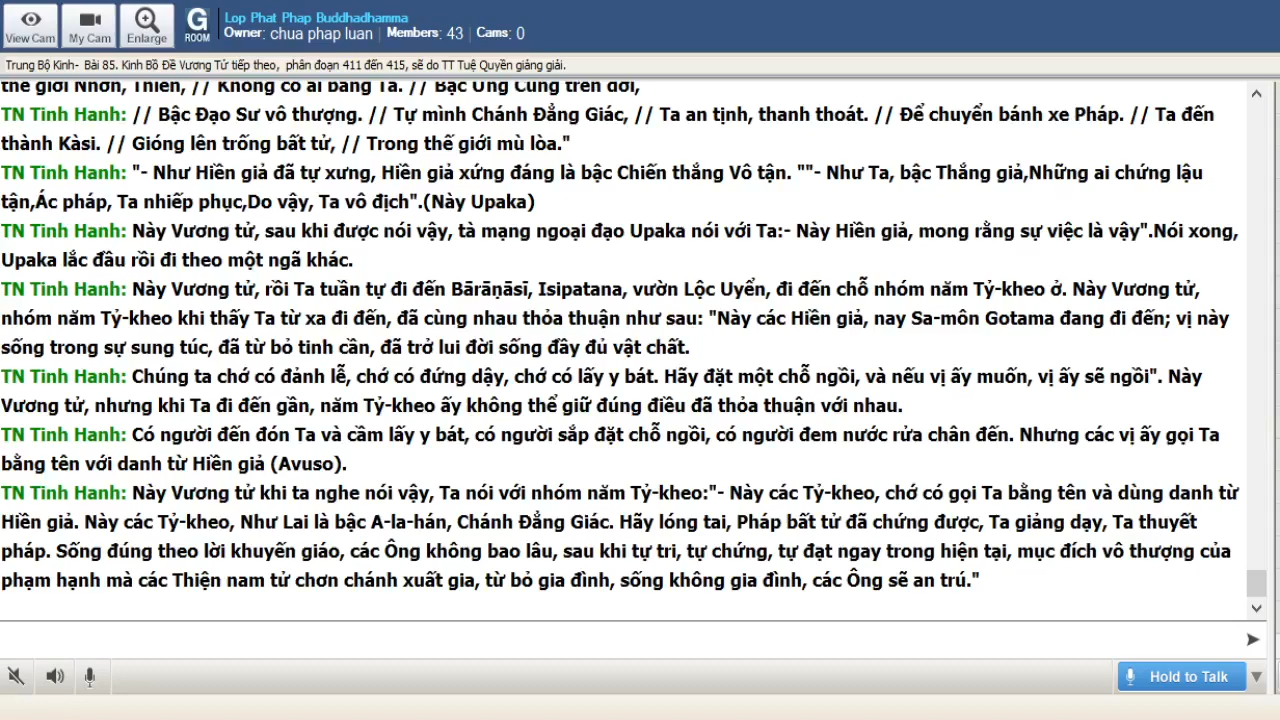 View Cam
My Cam
Enlarge
G
ROOM
Lop Phat Phap Buddhadhamma
Owner: chua phap luan | Members: 43 | Cams: 0
Trung Bộ Kinh- Bài 85. Kinh Bồ Đề Vương Tử tiếp theo, phân đoạn 411 đến 415, sẽ do TT Tuệ Quyền giảng giải.
thế giới Nhơn, Thiên, // Không có ai bằng Ta. // Bậc Ứng Cúng trên đời,
TN Tinh Hanh: // Bậc Đạo Sư vô thượng. // Tự mình Chánh Đẳng Giác, // Ta an tịnh, thanh thoát. // Để chuyển bánh xe Pháp. // Ta đến
thành Kàsi. // Gióng lên trống bất tử, // Trong thế giới mù lòa."
TN Tinh Hanh: "- Như Hiền giả đã tự xưng, Hiền giả xứng đáng là bậc Chiến thắng Vô tận. ""- Như Ta, bậc Thắng giả,Những ai chứng lậu
tận,Ác pháp, Ta nhiếp phục,Do vậy, Ta vô địch".(Này Upaka)
TN Tinh Hanh: Này Vương tử, sau khi được nói vậy, tà mạng ngoại đạo Upaka nói với Ta:- Này Hiền giả, mong rằng sự việc là vậy".Nói xong,
Upaka lắc đầu rồi đi theo một ngã khác.
TN Tinh Hanh: Này Vương tử, rồi Ta tuần tự đi đến Bārāṇāsī, Isipatana, vườn Lộc Uyển, đi đến chỗ nhóm năm Tỷ-kheo ở. Này Vương tử,
nhóm năm Tỷ-kheo khi thấy Ta từ xa đi đến, đã cùng nhau thỏa thuận như sau: "Này các Hiền giả, nay Sa-môn Gotama đang đi đến; vị này
sống trong sự sung túc, đã từ bỏ tinh cần, đã trở lui đời sống đầy đủ vật chất.
TN Tinh Hanh: Chúng ta chớ có đảnh lễ, chớ có đứng dậy, chớ có lấy y bát. Hãy đặt một chỗ ngồi, và nếu vị ấy muốn, vị ấy sẽ ngồi". Này
Vương tử, nhưng khi Ta đi đến gần, năm Tỷ-kheo ấy không thể giữ đúng điều đã thỏa thuận với nhau.
TN Tinh Hanh: Có người đến đón Ta và cầm lấy y bát, có người sắp đặt chỗ ngồi, có người đem nước rửa chân đến. Nhưng các vị ấy gọi Ta
bằng tên với danh từ Hiền giả (Avuso).
TN Tinh Hanh: Này Vương tử khi ta nghe nói vậy, Ta nói với nhóm năm Tỷ-kheo:"- Này các Tỷ-kheo, chớ có gọi Ta bằng tên và dùng danh từ
Hiền giả. Này các Tỷ-kheo, Như Lai là bậc A-la-hán, Chánh Đẳng Giác. Hãy lóng tai, Pháp bất tử đã chứng được, Ta giảng dạy, Ta thuyết
pháp. Sống đúng theo lời khuyến giáo, các Ông không bao lâu, sau khi tự tri, tự chứng, tự đạt ngay trong hiện tại, mục đích vô thượng của
phạm hạnh mà các Thiện nam tử chơn chánh xuất gia, từ bỏ gia đình, sống không gia đình, các Ông sẽ an trú."
Hold to Talk